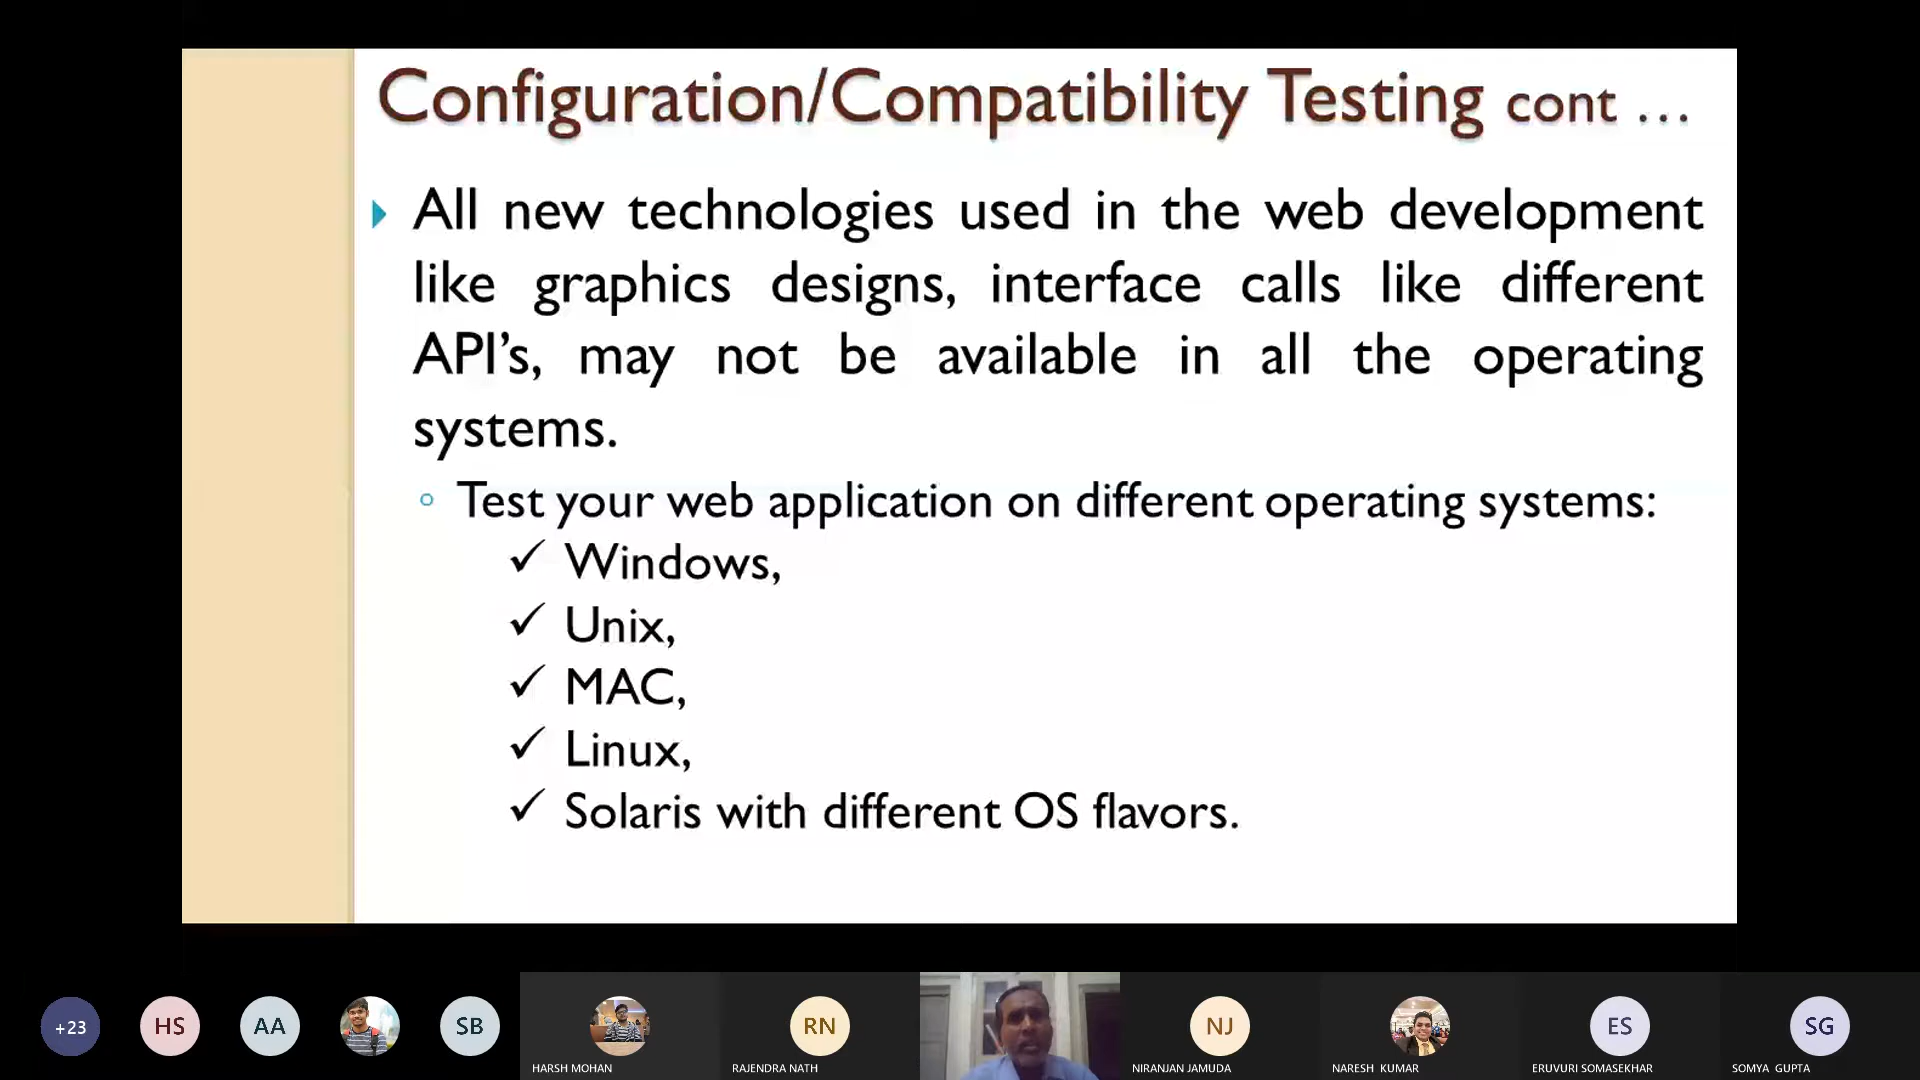 Configuration/Compatibility Testing cont ...
All new technologies used in the web development
like graphics designs, interface calls like different
API’s, may not be available in all the operating
systems.
Test your web application on different operating systems:
Windows,
Unix,
MAC,
Linux,
Solaris with different OS flavors.
+23
HS
AA
SB
RN
NJ
ES
SG
HARSH MOHAN
RAJENDRA NATH
NIRANJAN JAMUDA
NARESH KUMAR
ERUVURI SOMASEKHAR
SOMYA GUPTA